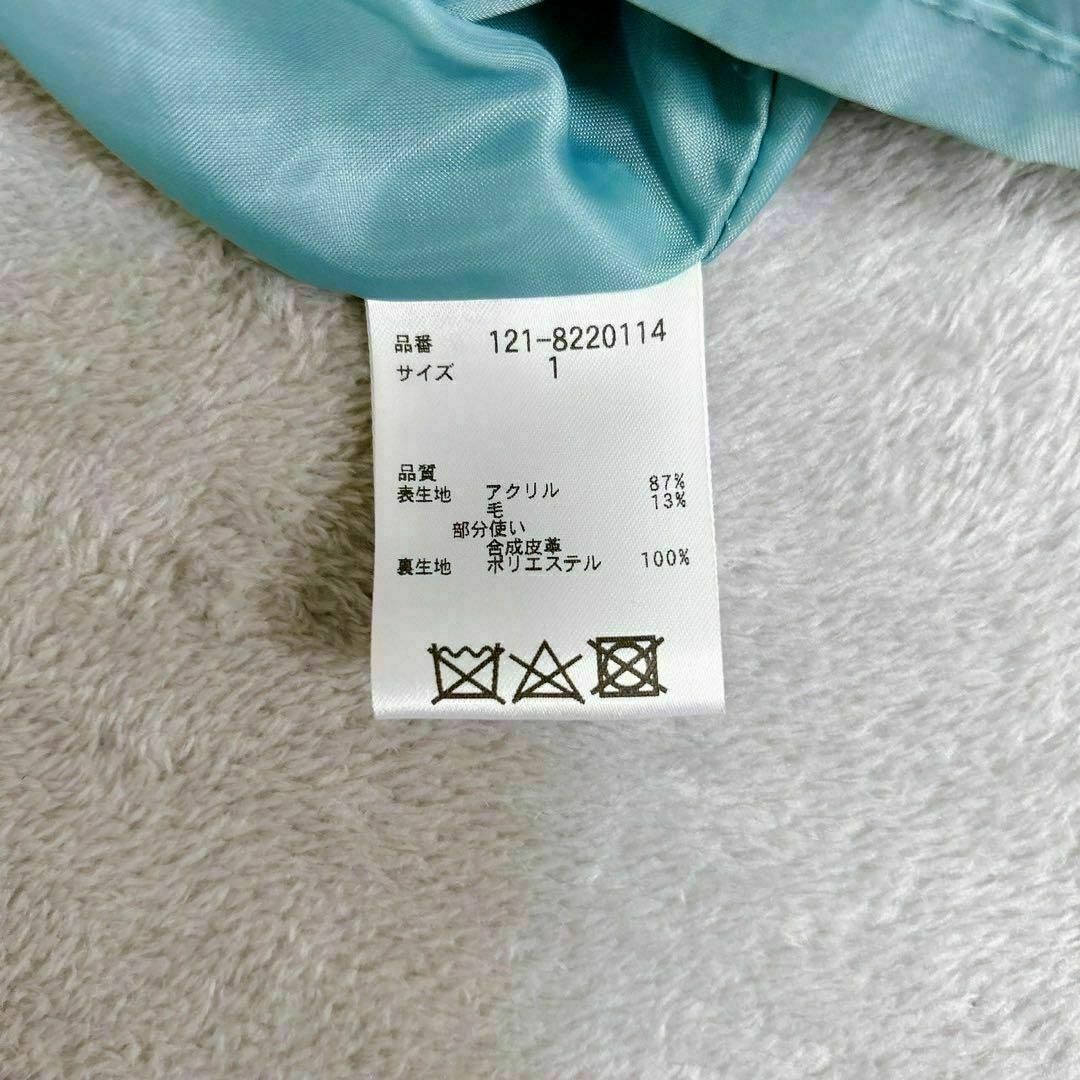 品番 121-8220114
サイズ 1
品質
表生地 アクリル 87%
毛 13%
部分使い
合成皮革
裏生地 ポリエステル 100%